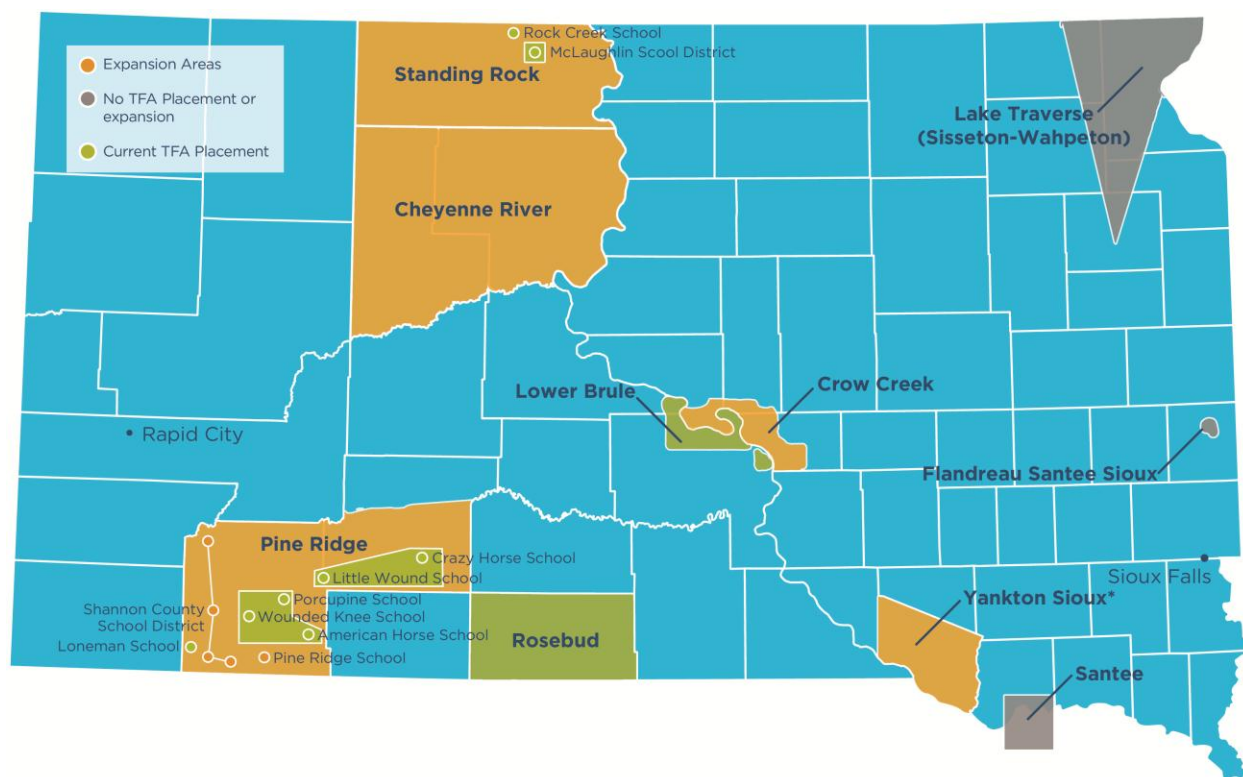 Rock Creek School
McLaughlin Scool District
Expansion Areas
Standing Rock
No TFA Placement or
expansion
Lake Traverse
(Sisseton-Wahpeton)
Current TFA Placement
Cheyenne River
Lower Brule
Crow Creek
Rapid City
Flandreau Santee Sioux
Pine Ridge
Crazy Horse School
Little Wound School
Sioux Falls
Porcupine School
Yankton Sioux*
Shannon County
School District
Wounded Knee School
American Horse School
Rosebud
Loneman School
Pine Ridge School
Santee